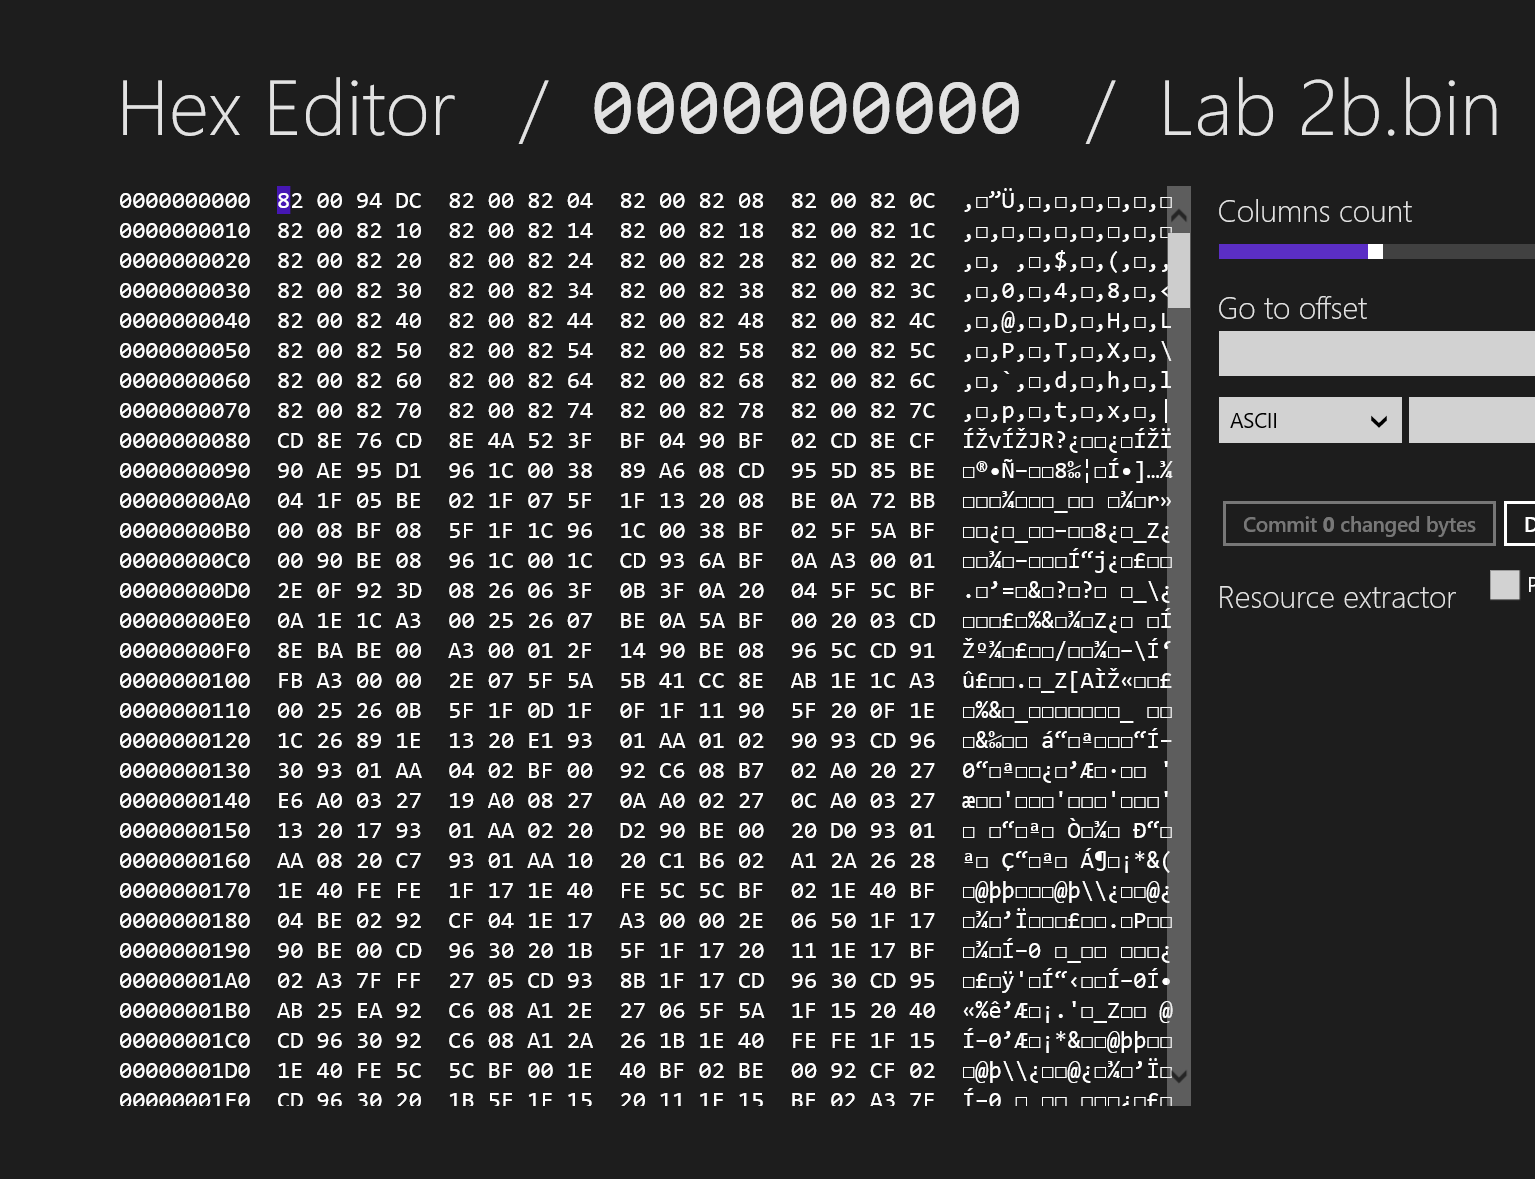 Hex Editor / 0000000000 / Lab 2b.bin
0000000000 82 00 94 DC 82 00 82 04 82 00 82 08 82 00 82 0C ‚□”Ü‚□‚□‚□‚□‚□‚□
0000000010 82 00 82 10 82 00 82 14 82 00 82 18 82 00 82 1C ‚□‚□‚□‚□‚□‚□‚□‚□
0000000020 82 00 82 20 82 00 82 24 82 00 82 28 82 00 82 2C ‚□‚ ‚□‚$‚□‚(‚□‚,
0000000030 82 00 82 30 82 00 82 34 82 00 82 38 82 00 82 3C ‚□‚0‚□‚4‚□‚8‚□‚<
0000000040 82 00 82 40 82 00 82 44 82 00 82 48 82 00 82 4C ‚□‚@‚□‚D‚□‚H‚□‚L
0000000050 82 00 82 50 82 00 82 54 82 00 82 58 82 00 82 5C ‚□‚P‚□‚T‚□‚X‚□‚\
0000000060 82 00 82 60 82 00 82 64 82 00 82 68 82 00 82 6C ‚□‚`‚□‚d‚□‚h‚□‚l
0000000070 82 00 82 70 82 00 82 74 82 00 82 78 82 00 82 7C ‚□‚p‚□‚t‚□‚x‚□‚|
0000000080 CD 8E 76 CD 8E 4A 52 3F BF 04 90 BF 02 CD 8E CF ÍŽvÍŽJR?¿□□¿□ÍŽÏ
0000000090 90 AE 95 D1 96 1C 00 38 89 A6 08 CD 95 5D 85 BE □®•Ñ–□□8‰¦□Í•]…¾
00000000A0 04 1F 05 BE 02 1F 07 5F 1F 13 20 08 BE 0A 72 BB □□□¾□□□_□□ □¾□r»
00000000B0 00 08 BF 08 5F 1F 1C 96 1C 00 38 BF 02 5F 5A BF □□¿□_□□–□□8¿□_Z¿
00000000C0 00 90 BE 08 96 1C 00 1C CD 93 6A BF 0A A3 00 01 □□¾□–□□□Í“j¿□£□□
00000000D0 2E 0F 92 3D 08 26 06 3F 0B 3F 0A 20 04 5F 5C BF .□’=□&□?□?□ □_\¿
00000000E0 0A 1E 1C A3 00 25 26 07 BE 0A 5A BF 00 20 03 CD □□□£□%&□¾□Z¿□ □Í
00000000F0 8E BA BE 00 A3 00 01 2F 14 90 BE 08 96 5C CD 91 Žº¾□£□□/□□¾□–\Í‘
0000000100 FB A3 00 00 2E 07 5F 5A 5B 41 CC 8E AB 1E 1C A3 û£□□.□_Z[AÌŽ«□□£
0000000110 00 25 26 0B 5F 1F 0D 1F 0F 1F 11 90 5F 20 0F 1E □%&□_□□□□□□□_ □□
0000000120 1C 26 89 1E 13 20 E1 93 01 AA 01 02 90 93 CD 96 □&‰□□ á“□ª□□□“Í–
0000000130 30 93 01 AA 04 02 BF 00 92 C6 08 B7 02 A0 20 27 0“□ª□□¿□’Æ□·□□ '
0000000140 E6 A0 03 27 19 A0 08 27 0A A0 02 27 0C A0 03 27 æ□□'□□□'□□□'□□□'
0000000150 13 20 17 93 01 AA 02 20 D2 90 BE 00 20 D0 93 01 □ □“□ª□ Ò□¾□ Ð“□
0000000160 AA 08 20 C7 93 01 AA 10 20 C1 B6 02 A1 2A 26 28 ª□ Ç“□ª□ Á¶□¡*&(
0000000170 1E 40 FE FE 1F 17 1E 40 FE 5C 5C BF 02 1E 40 BF □@þþ□□□@þ\\¿□□@¿
0000000180 04 BE 02 92 CF 04 1E 17 A3 00 00 2E 06 50 1F 17 □¾□’Ï□□□£□□.□P□□
0000000190 90 BE 00 CD 96 30 20 1B 5F 1F 17 20 11 1E 17 BF □¾□Í–0 □_□□ □□□¿
00000001A0 02 A3 7F FF 27 05 CD 93 8B 1F 17 CD 96 30 CD 95 □£□ÿ'□Í“‹□□Í–0Í•
00000001B0 AB 25 EA 92 C6 08 A1 2E 27 06 5F 5A 1F 15 20 40 «%ê’Æ□¡.'□_Z□□ @
00000001C0 CD 96 30 92 C6 08 A1 2A 26 1B 1E 40 FE FE 1F 15 Í–0’Æ□¡*&□□@þþ□□
00000001D0 1E 40 FE 5C 5C BF 00 1E 40 BF 02 BE 00 92 CF 02 □@þ\\¿□□@¿□¾□’Ï□
00000001E0 CD 96 30 20 1B 5F 1F 15 20 11 1E 15 BF 02 A3 7F Í–0 □_□□ □□□¿□£□
Columns count
Go to offset
ASCII
Commit 0 changed bytes
Resource extractor